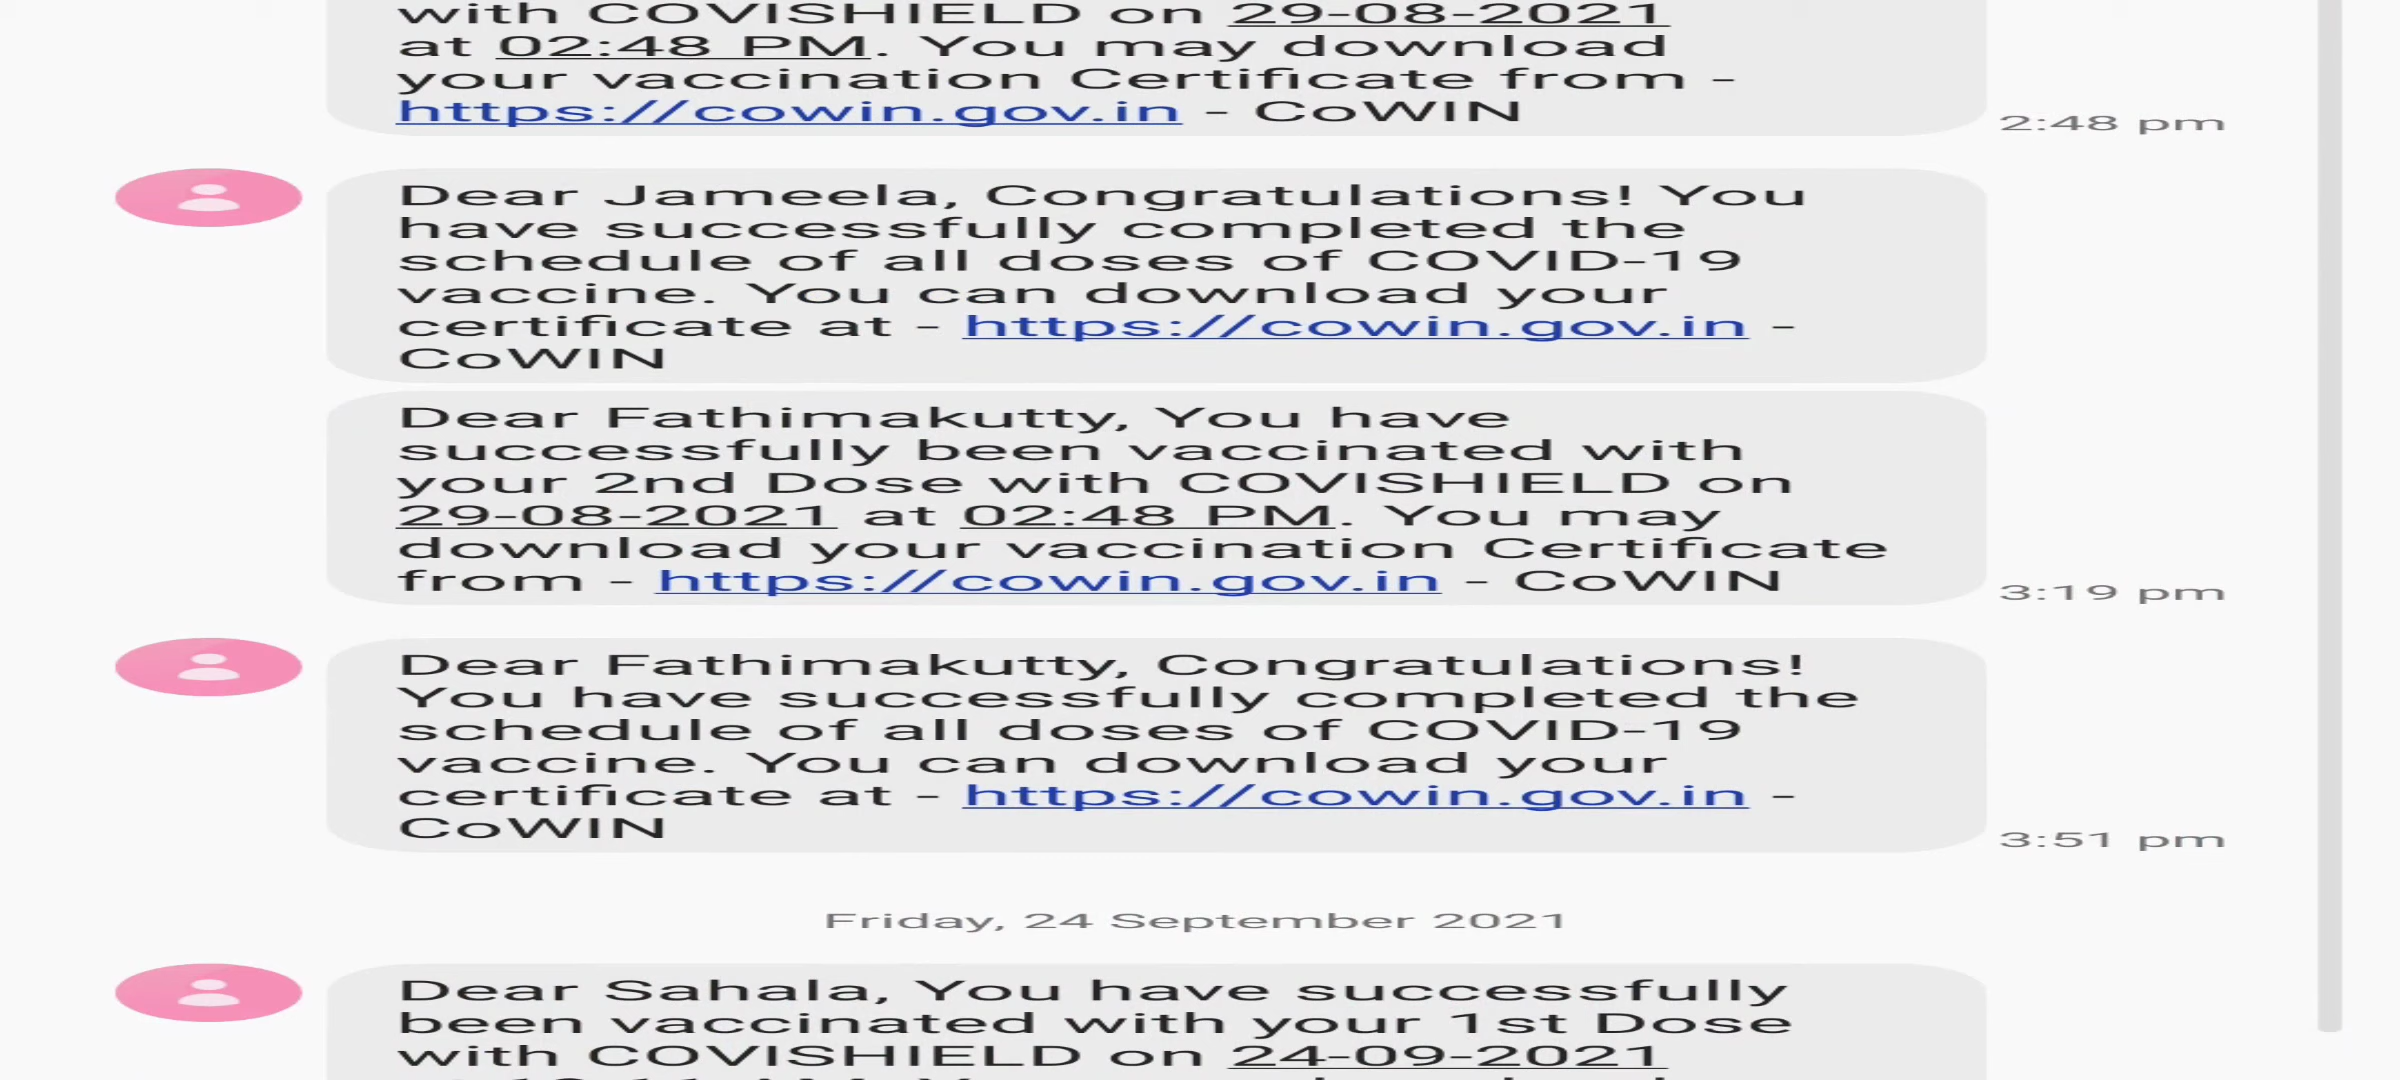 with COVISHIELD on 29-08-2021
at 02:48 PM. You may download
your vaccination Certificate from -
https://cowin.gov.in - CoWIN
2:48 pm
Dear Jameela, Congratulations! You
have successfully completed the
schedule of all doses of COVID-19
vaccine. You can download your
certificate at - https://cowin.gov.in -
CoWIN
Dear Fathimakutty, You have
successfully been vaccinated with
your 2nd Dose with COVISHIELD on
29-08-2021 at 02:48 PM. You may
download your vaccination Certificate
from - https://cowin.gov.in - CoWIN
3:19 pm
Dear Fathimakutty, Congratulations!
You have successfully completed the
schedule of all doses of COVID-19
vaccine. You can download your
certificate at - https://cowin.gov.in -
CoWIN
3:51 pm
Friday, 24 September 2021
Dear Sahala, You have successfully
been vaccinated with your 1st Dose
with COVISHIELD on 24-09-2021